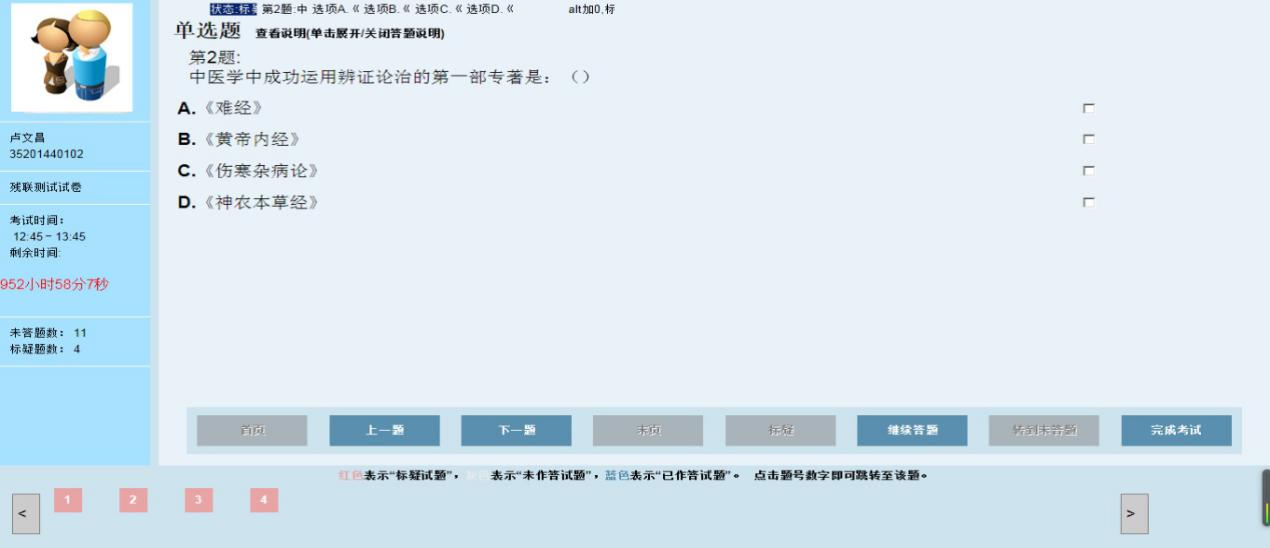 状态:标 第2题:中 选项A.《 选项B.《 选项C.《 选项D.《 alt加0,标
单选题 查看说明(单击展开/关闭答题说明)
第2题:
中医学中成功运用辨证论治的第一部专著是：（）
A.《难经》
B.《黄帝内经》
C.《伤寒杂病论》
D.《神农本草经》
卢文昌
35201440102
残联测试试卷
考试时间：
12:45－13:45
剩余时间:
952小时58分7秒
未答题数： 11
标疑题数： 4
首页 上一题 下一题 末页 标疑 继续答题 转到未答题 完成考试
红色表示“标疑试题”，灰色表示“未作答试题”，蓝色表示“已作答试题”。 点击题号数字即可跳转至该题。
< 1 2 3 4 >